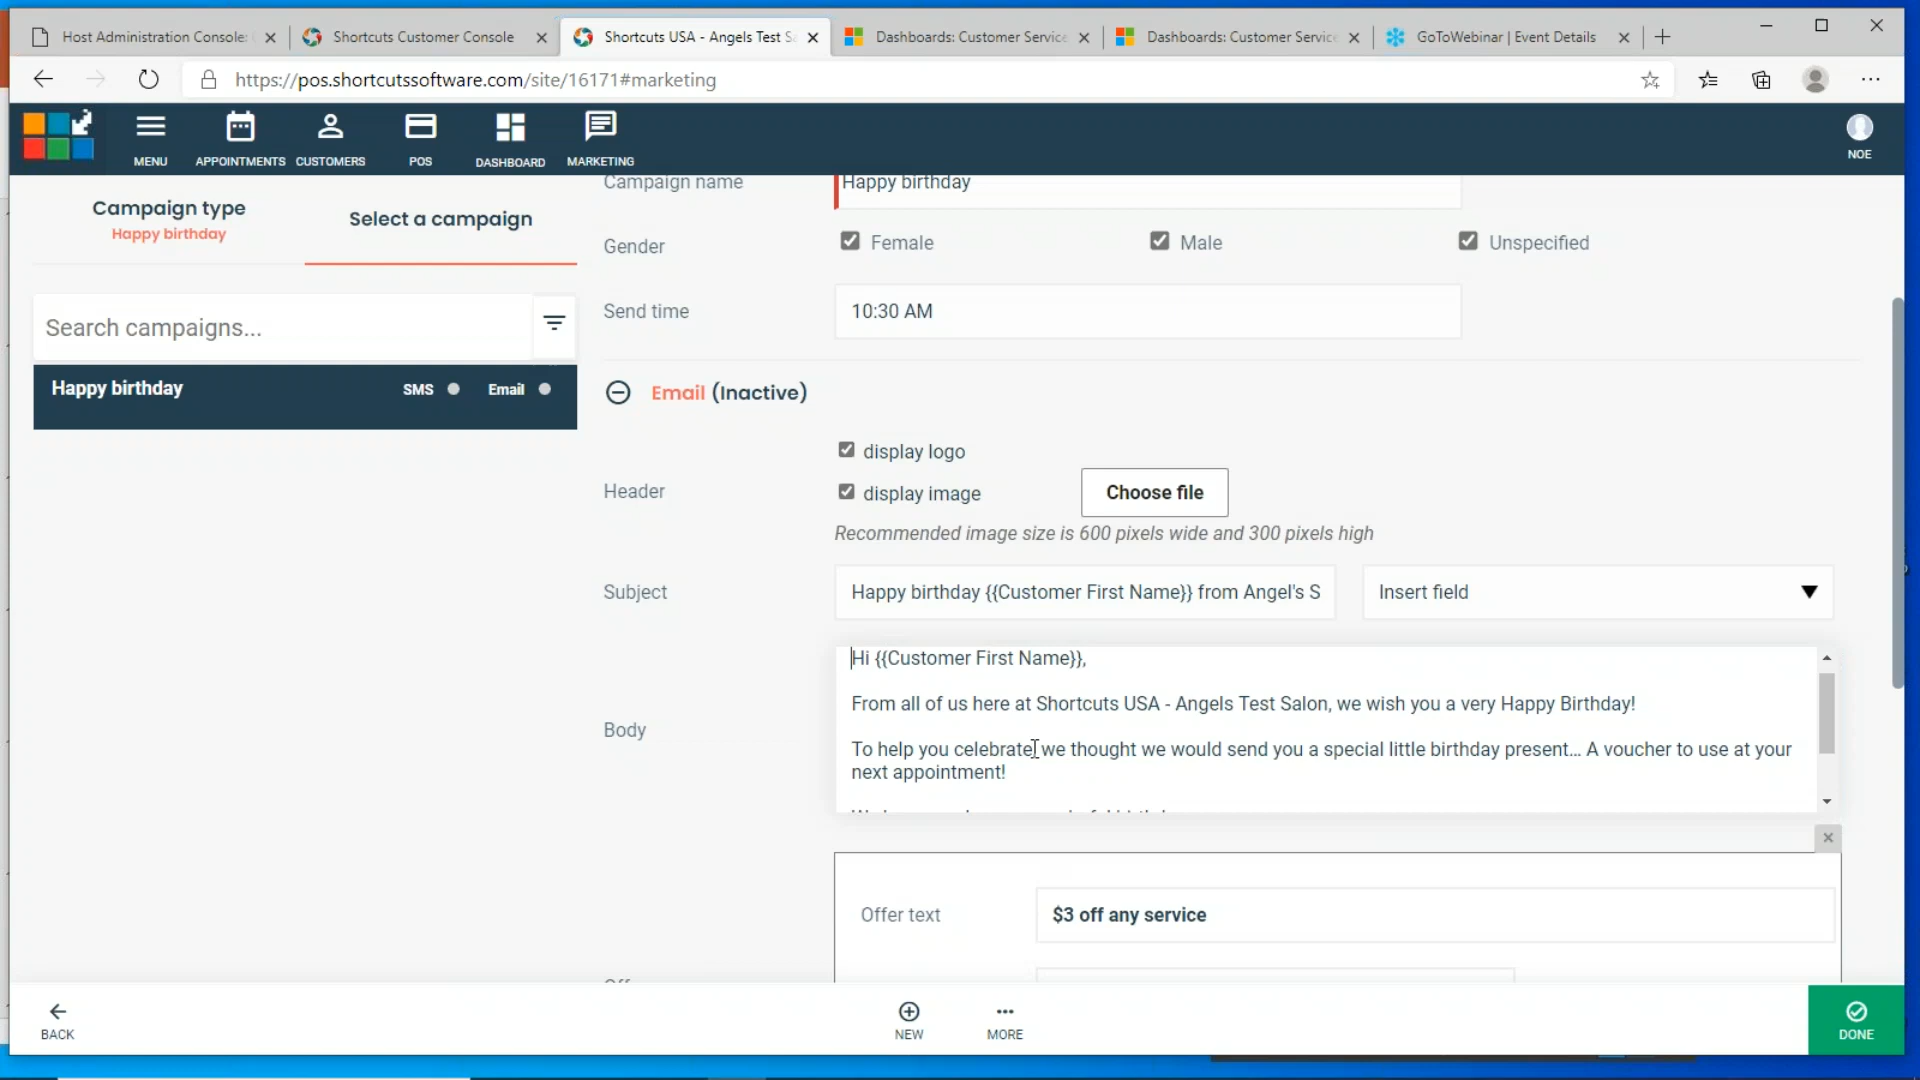 Host Administration Console:
Shortcuts Customer Console
Shortcuts USA - Angels Test S
Dashboards: Customer Service
Dashboards: Customer Service
GoToWebinar | Event Details
https://pos.shortcutssoftware.com/site/16171#marketing
MENU
APPOINTMENTS
CUSTOMERS
POS
DASHBOARD
MARKETING
NOE
Campaign type
Happy birthday
Select a campaign
Search campaigns...
Happy birthday SMS Email
Campaign name Happy birthday
Gender Female Male Unspecified
Send time 10:30 AM
Email (Inactive)
display logo
Header display image Choose file
Recommended image size is 600 pixels wide and 300 pixels high
Subject Happy birthday {{Customer First Name}} from Angel's S Insert field
Body
Hi {{Customer First Name}},
From all of us here at Shortcuts USA - Angels Test Salon, we wish you a very Happy Birthday!
To help you celebrate, we thought we would send you a special little birthday present... A voucher to use at your
next appointment!
Offer text $3 off any service
BACK
NEW
MORE
DONE